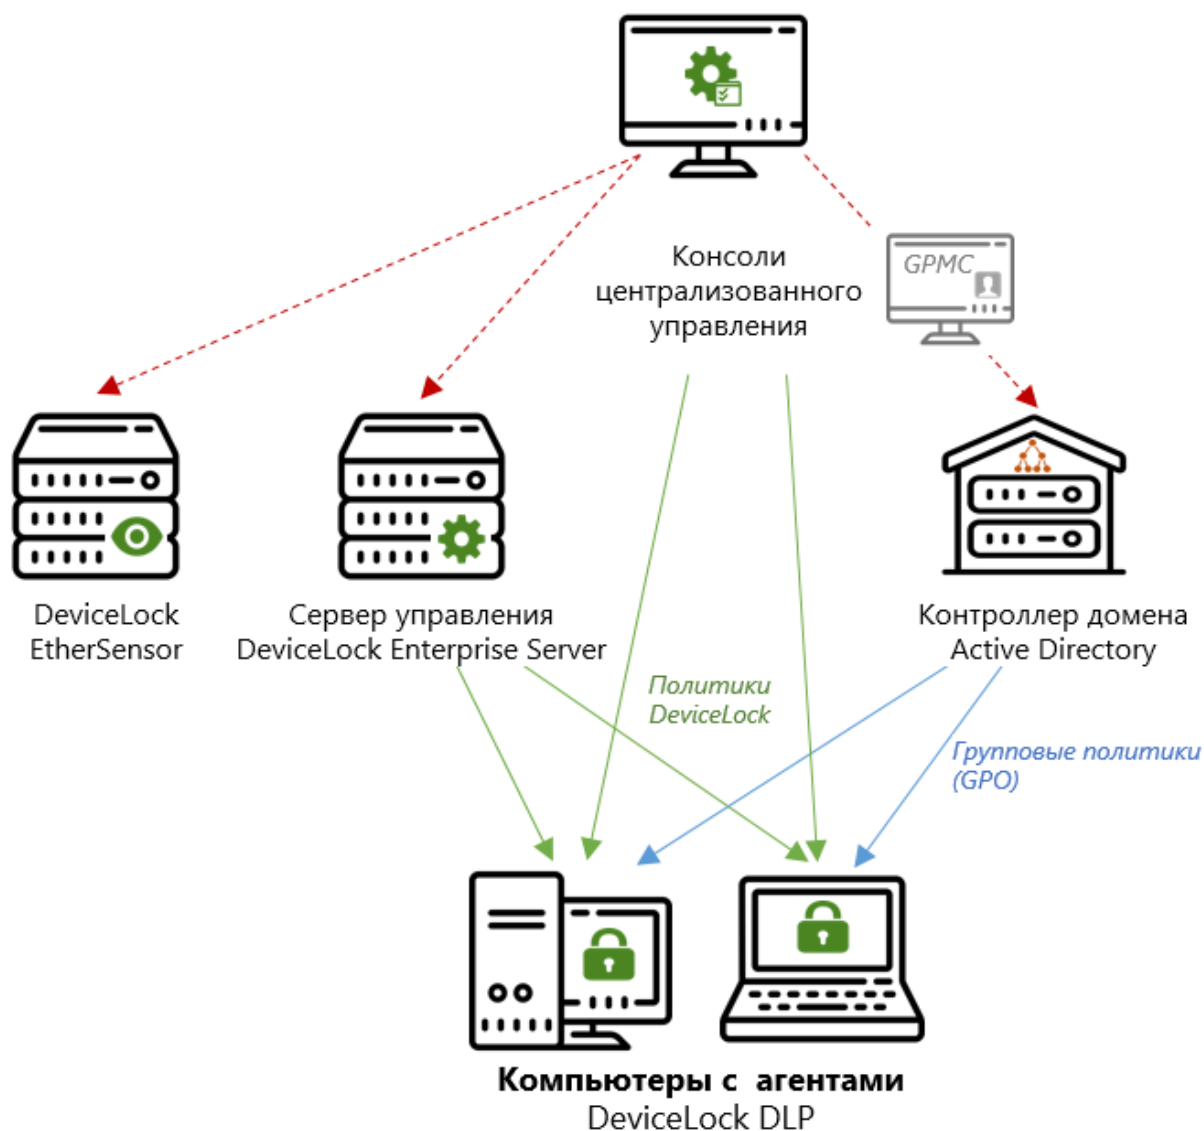 GPMC
Консоли
централизованного
управления
DeviceLock
EtherSensor
Сервер управления
DeviceLock Enterprise Server
Контроллер домена
Active Directory
Политики
DeviceLock
Групповые политики
(GPO)
Компьютеры с агентами
DeviceLock DLP